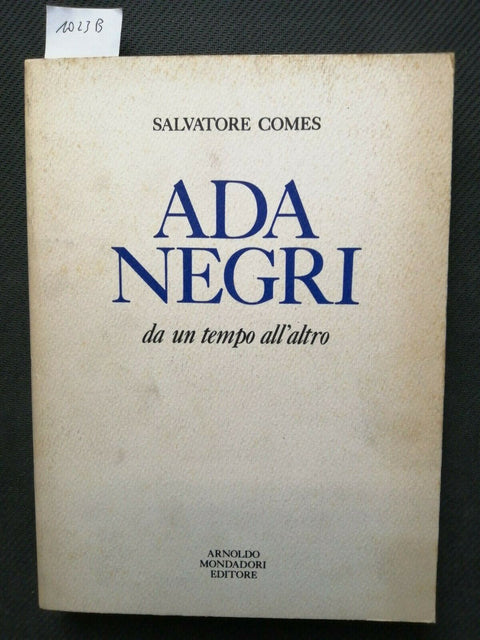 1023B
SALVATORE COMES
ADA
NEGRI
da un tempo all'altro
ARNOLDO
MONDADORI
EDITORE